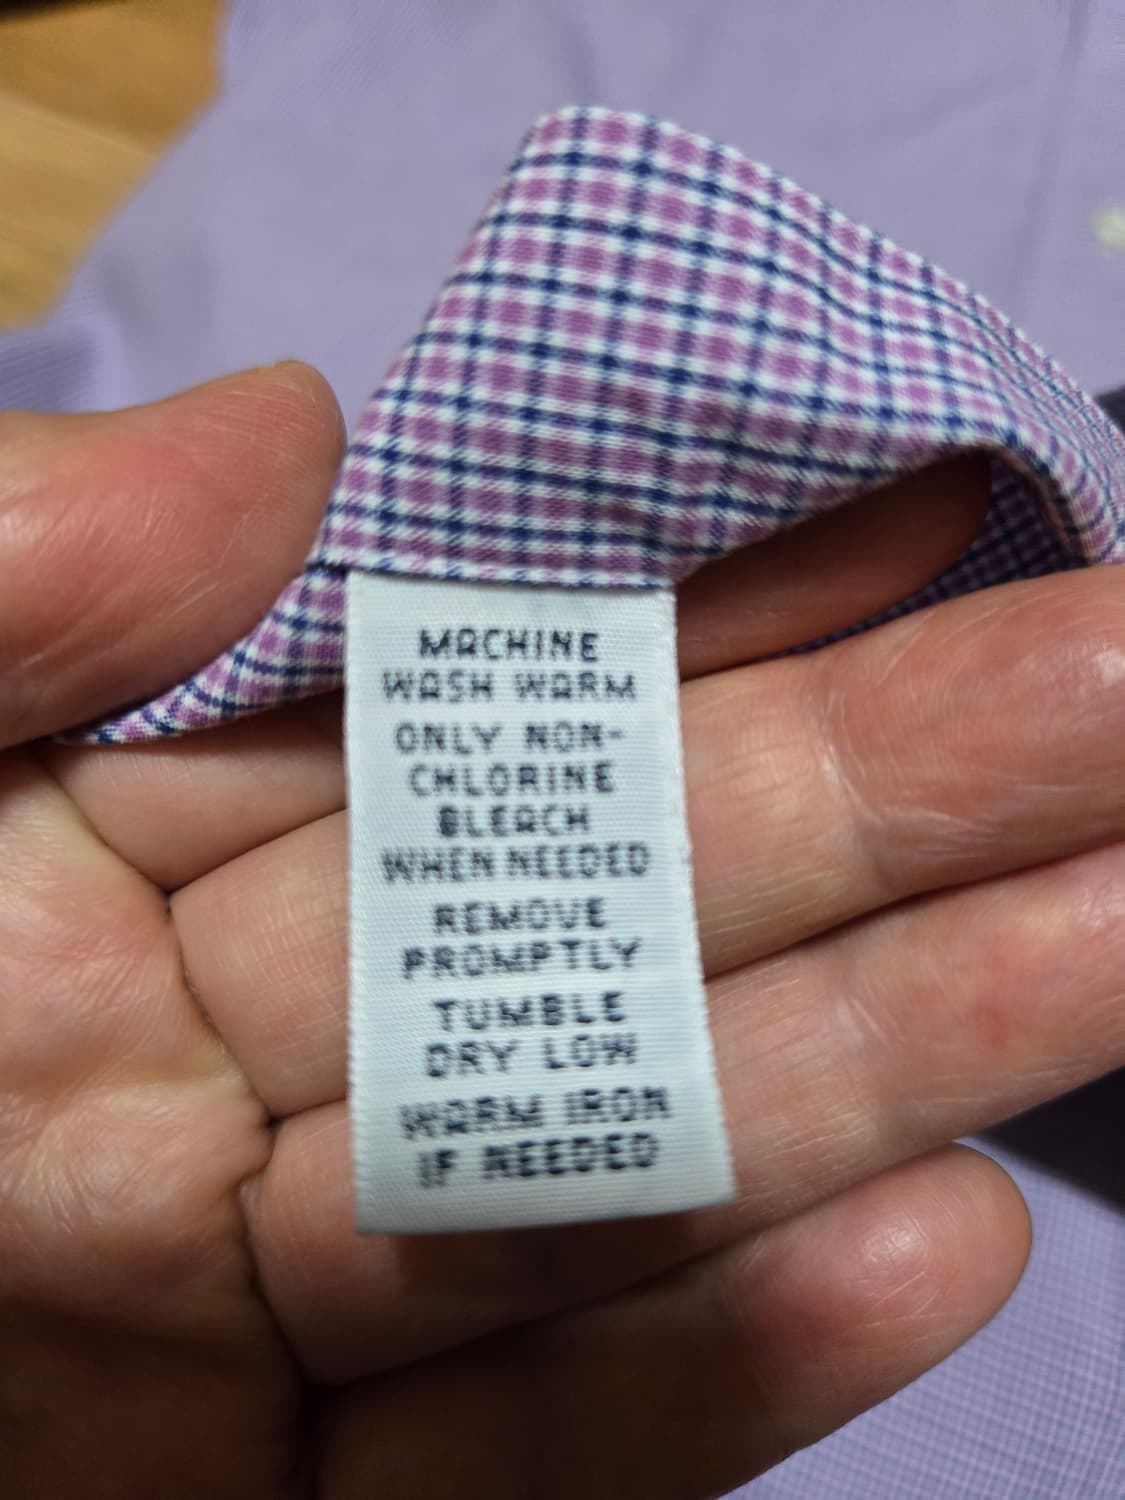 MACHINE
WASH WARM
ONLY NON-
CHLORINE
BLEACH
WHEN NEEDED
REMOVE
PROMPTLY
TUMBLE
DRY LOW
WARM IRON
IF NEEDED